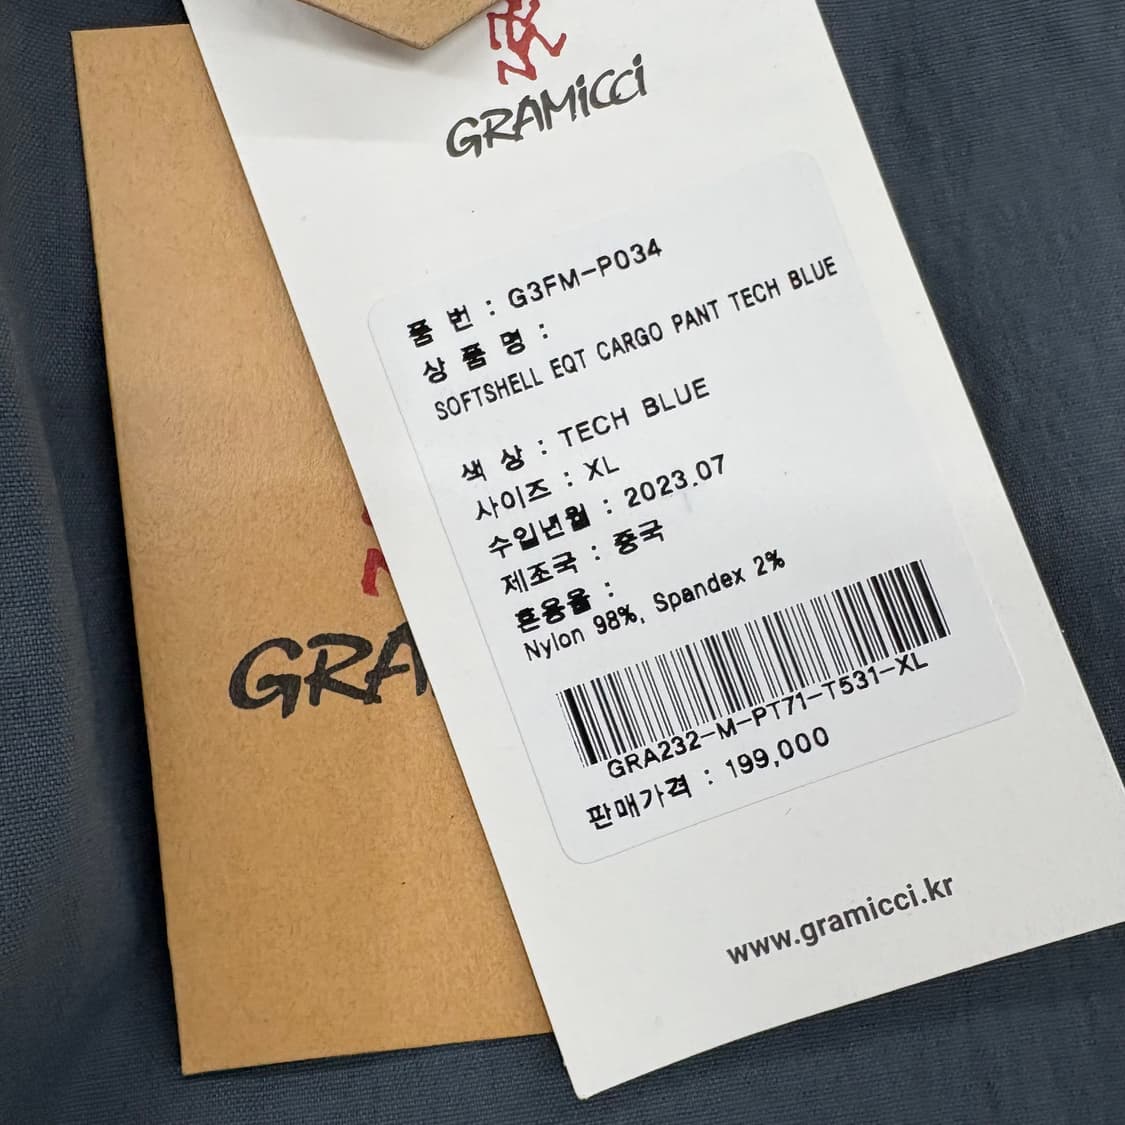 GRAMiCCi
품 번 : G3FM-P034
상 품 명 :
SOFTSHELL EQT CARGO PANT TECH BLUE
색 상 : TECH BLUE
사이즈 : XL
수입년월 : 2023.07
제조국 : 중국
혼용율 :
Nylon 98%, Spandex 2%
GRA232-M-PT71-T531-XL
판매가격 : 199,000
www.gramicci.kr
GRA